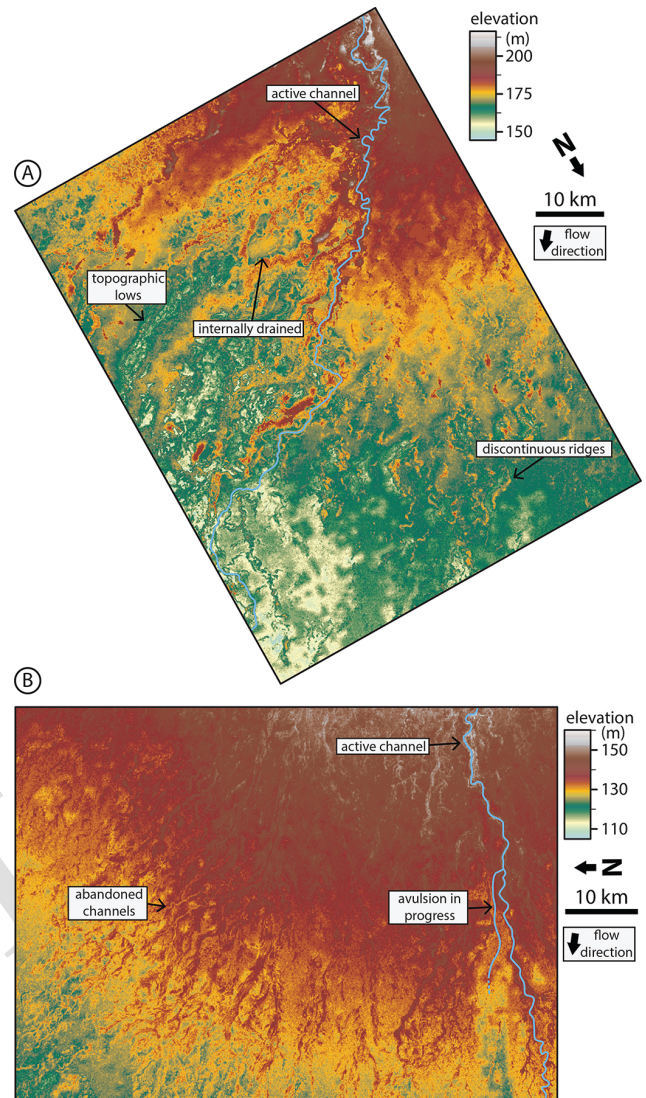 elevation
(m)
200
175
150
N
10 km
flow
direction
A
active channel
topographic
lows
internally drained
discontinuous ridges
B
elevation
(m)
150
130
110
N
10 km
flow
direction
active channel
abandoned
channels
avulsion in
progress